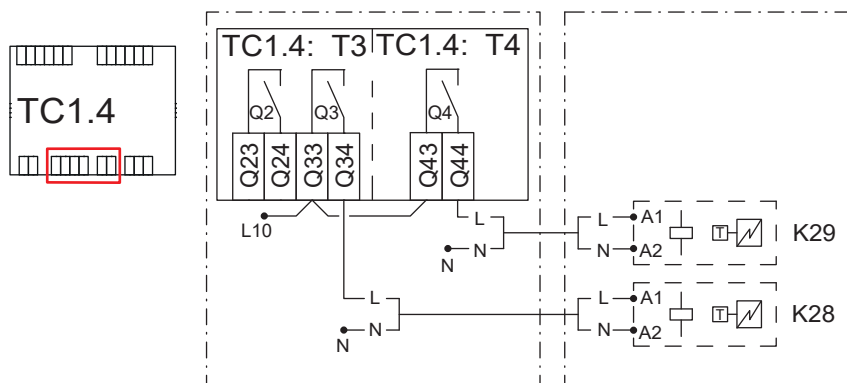 TC1.4
TC1.4: T3
TC1.4: T4
Q2
Q3
Q4
Q23
Q24
Q33
Q34
Q43
Q44
L10
L
N
N
L
N
A1
A2
T
K29
L
N
N
L
N
A1
A2
T
K28